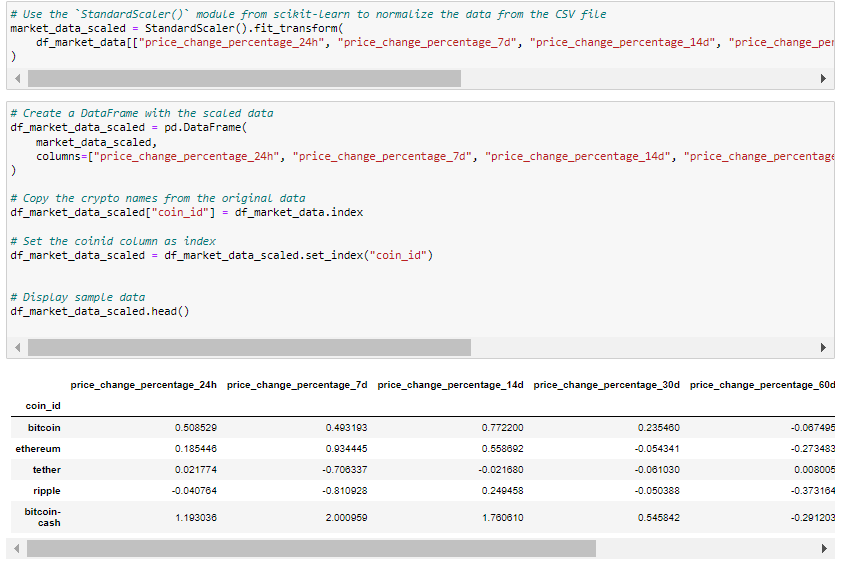 # Use the `StandardScaler()` module from scikit-learn to normalize the data from the CSV file
market_data_scaled = StandardScaler().fit_transform(
    df_market_data[["price_change_percentage_24h", "price_change_percentage_7d", "price_change_percentage_14d", "price_change_per
)
# Create a DataFrame with the scaled data
df_market_data_scaled = pd.DataFrame(
    market_data_scaled,
    columns=["price_change_percentage_24h", "price_change_percentage_7d", "price_change_percentage_14d", "price_change_percentage
)
# Copy the crypto names from the original data
df_market_data_scaled["coin_id"] = df_market_data.index
# Set the coinid column as index
df_market_data_scaled = df_market_data_scaled.set_index("coin_id")
# Display sample data
df_market_data_scaled.head()
price_change_percentage_24h price_change_percentage_7d price_change_percentage_14d price_change_percentage_30d price_change_percentage_60d
coin_id
bitcoin 0.508529 0.493193 0.772200 0.235460 -0.067495
ethereum 0.185446 0.934445 0.558692 -0.054341 -0.273483
tether 0.021774 -0.706337 -0.021680 -0.061030 0.008005
ripple -0.040764 -0.810928 0.249458 -0.050388 -0.373164
bitcoin-
cash 1.193036 2.000959 1.760610 0.545842 -0.291203